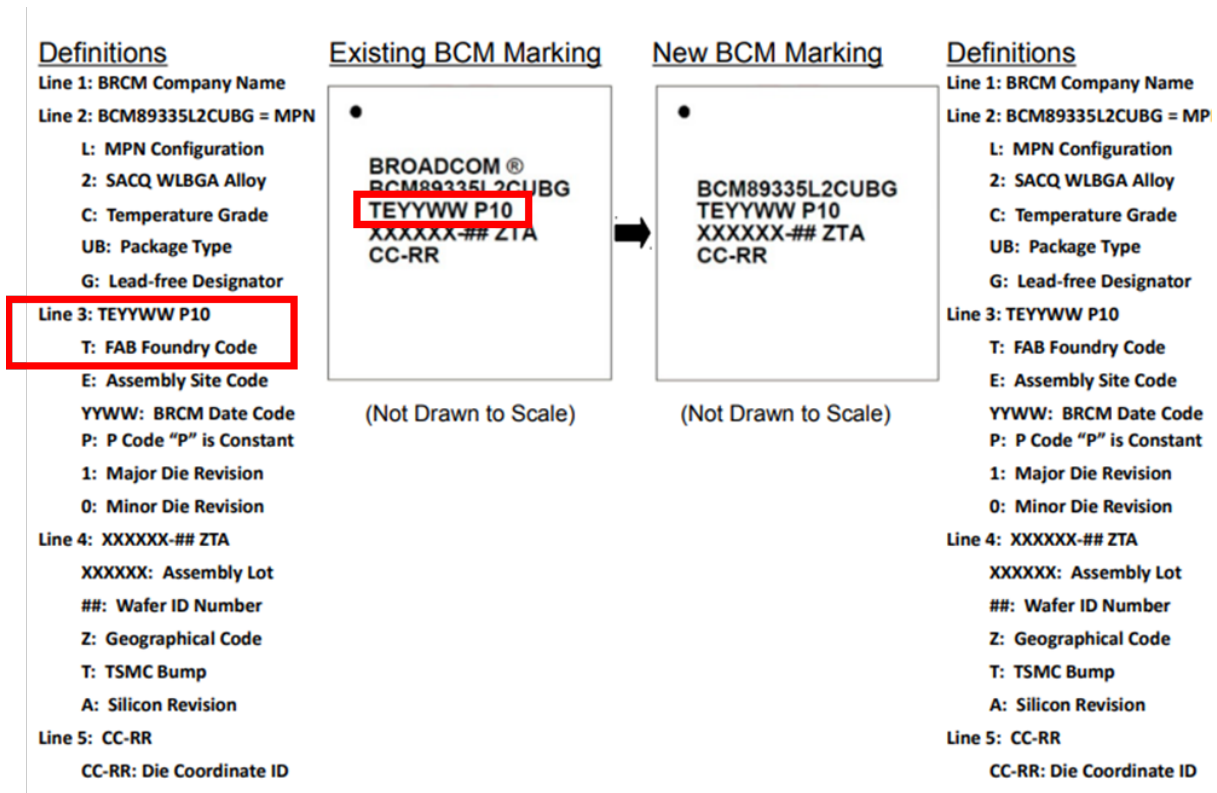 Definitions
Line 1: BRCM Company Name
Line 2: BCM89335L2CUBG = MPN
L: MPN Configuration
2: SACQ WLBGA Alloy
C: Temperature Grade
UB: Package Type
G: Lead-free Designator
Line 3: TEYYWW P10
T: FAB Foundry Code
E: Assembly Site Code
YYWW: BRCM Date Code
P: P Code “P” is Constant
1: Major Die Revision
0: Minor Die Revision
Line 4: XXXXXX-## ZTA
XXXXXX: Assembly Lot
##: Wafer ID Number
Z: Geographical Code
T: TSMC Bump
A: Silicon Revision
Line 5: CC-RR
CC-RR: Die Coordinate ID
Existing BCM Marking
BROADCOM ®
BCM89335L2CUBG
TEYYWW P10
XXXXXX-## ZTA
CC-RR
(Not Drawn to Scale)
New BCM Marking
BCM89335L2CUBG
TEYYWW P10
XXXXXX-## ZTA
CC-RR
(Not Drawn to Scale)
Definitions
Line 1: BRCM Company Name
Line 2: BCM89335L2CUBG =
L: MPN Configuration
2: SACQ WLBGA Alloy
C: Temperature Grade
UB: Package Type
G: Lead-free Designator
Line 3: TEYYWW P10
T: FAB Foundry Code
E: Assembly Site Code
YYWW: BRCM Date Code
P: P Code “P” is Constant
1: Major Die Revision
0: Minor Die Revision
Line 4: XXXXXX-## ZTA
XXXXXX: Assembly Lot
##: Wafer ID Number
Z: Geographical Code
T: TSMC Bump
A: Silicon Revision
Line 5: CC-RR
CC-RR: Die Coordinate ID